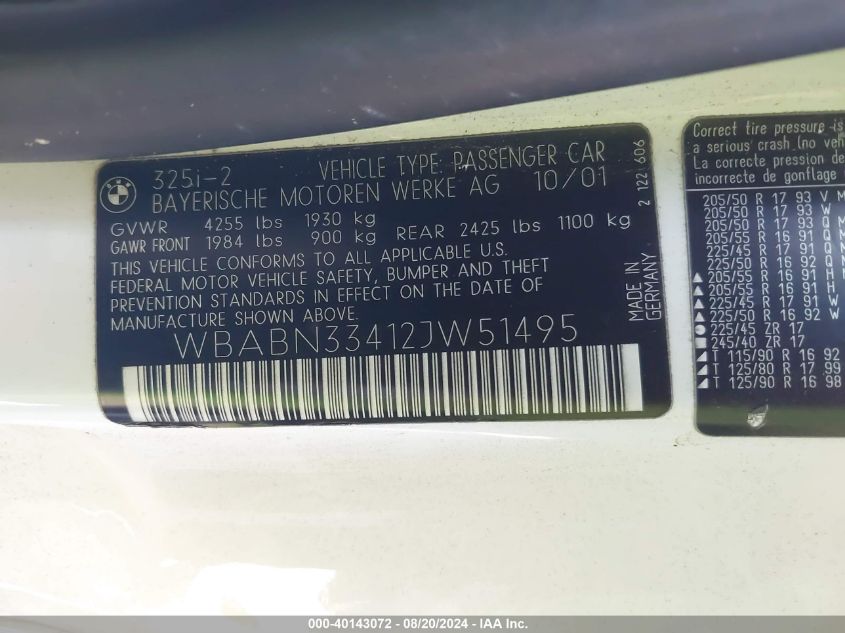 BMW
325i-2 VEHICLE TYPE: PASSENGER CAR
BAYERISCHE MOTOREN WERKE AG 10/01
GVWR 4255 lbs 1930 kg
GAWR FRONT 1984 lbs 900 kg REAR 2425 lbs 1100 kg
THIS VEHICLE CONFORMS TO ALL APPLICABLE U.S.
FEDERAL MOTOR VEHICLE SAFETY, BUMPER AND THEFT
PREVENTION STANDARDS IN EFFECT ON THE DATE OF
MANUFACTURE SHOWN ABOVE.
WBABN33412JW51495
MADE IN
GERMANY
2 122 606
Correct tire pressure is
a serious crash (no
La correcte pression de
incorrecte de gonflage
205/50 R 17 93 V
205/50 R 17 93 W
205/50 R 17 93 Q M
205/55 R 16 91 Q M
225/45 R 17 91 Q
225/50 R 16 92 Q
205/55 R 16 91 H
205/55 R 16 91 H
225/45 R 17 91 W
225/50 R 16 92 W
225/45 ZR 17
245/40 ZR 17
T 115/90 R 16 92
T 125/80 R 17 99
T 125/90 R 16 98
000-40143072 - 08/20/2024 - IAA Inc.